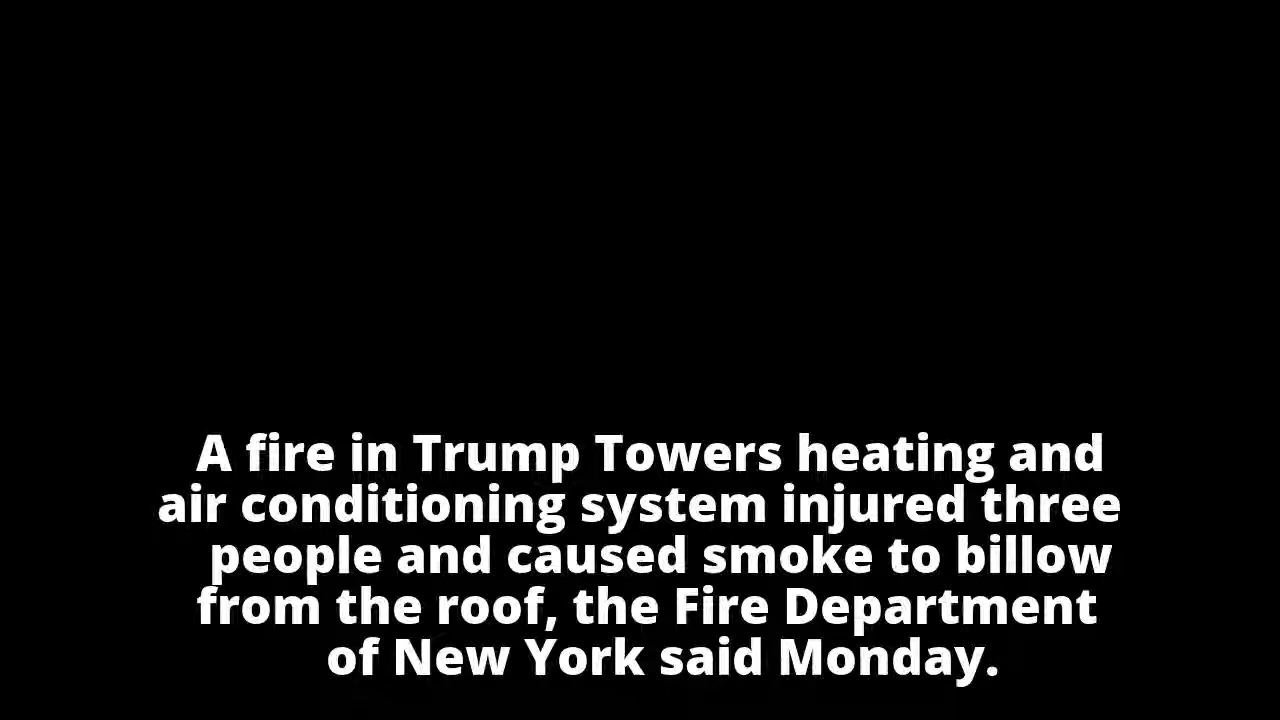 A fire in Trump Towers heating and
air conditioning system injured three
people and caused smoke to billow
from the roof, the Fire Department
of New York said Monday.